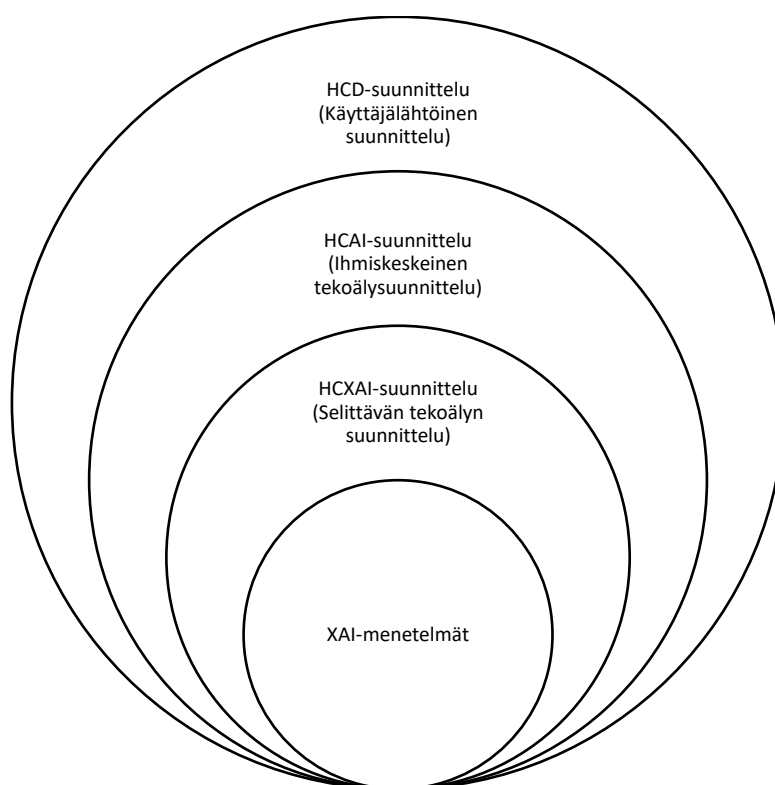 HCD-suunnittelu
(Käyttäjälähtöinen
suunnittelu)
HCAI-suunnittelu
(Ihmiskeskeinen
tekoälysuunnittelu)
HCXAI-suunnittelu
(Selittävän tekoälyn
suunnittelu)
XAI-menetelmät